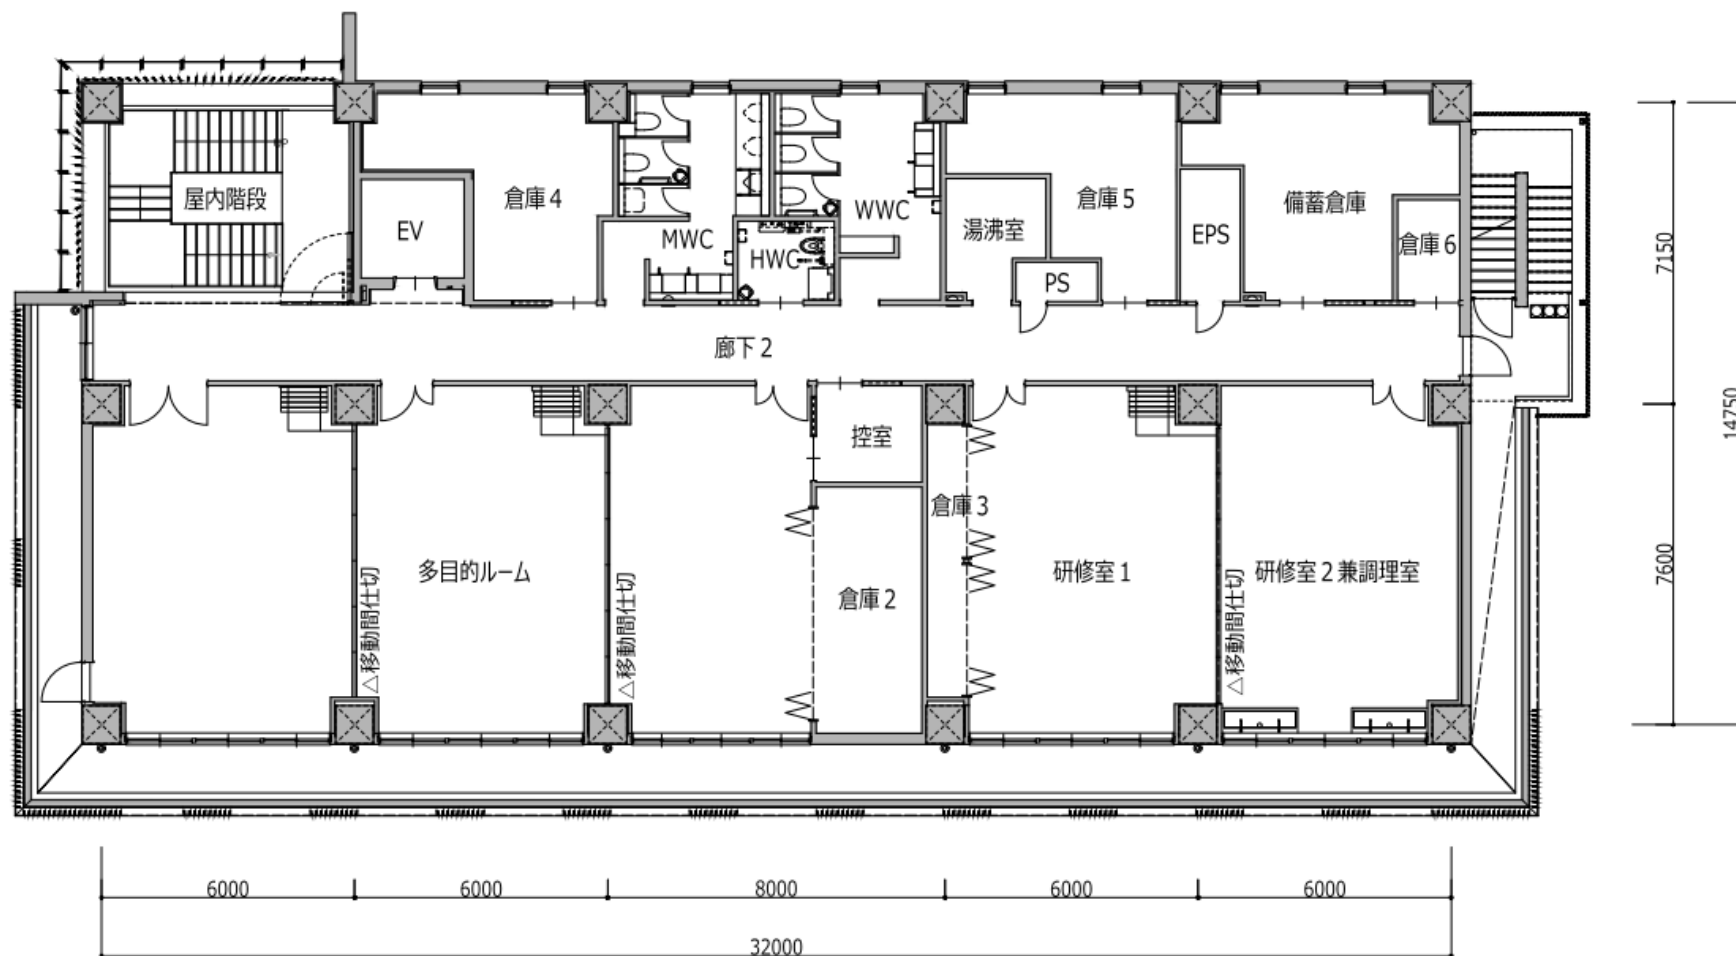 屋内階段
EV
倉庫4
MWC
HWC
WWC
湯沸室
PS
倉庫5
EPS
備蓄倉庫
倉庫6
廊下2
控室
倉庫3
多目的ルーム
倉庫2
研修室1
研修室2兼調理室
△移動間仕切
△移動間仕切
△移動間仕切
7150
7600
14750
6000
6000
8000
6000
6000
32000